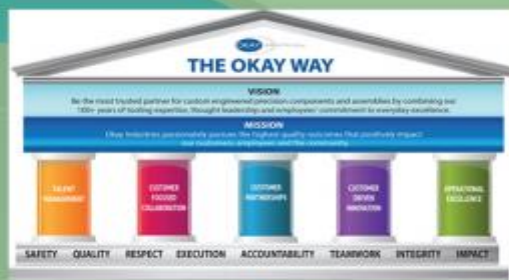 OKAY
THE OKAY WAY
VISION
Be the most trusted partner for custom engineered precision components and assemblies by combining our
100+ years of tooling expertise, thought leadership and employees' commitment to everyday excellence.
MISSION
Okay Industries passionately pursues the highest quality outcomes that positively impact
our customers, employees and the community.
TALENT
MANAGEMENT
CUSTOMER
FOCUSED
COLLABORATION
CUSTOMER
PARTNERSHIPS
CUSTOMER
DRIVEN
INNOVATION
OPERATIONAL
EXCELLENCE
SAFETY QUALITY RESPECT EXECUTION ACCOUNTABILITY TEAMWORK INTEGRITY IMPACT